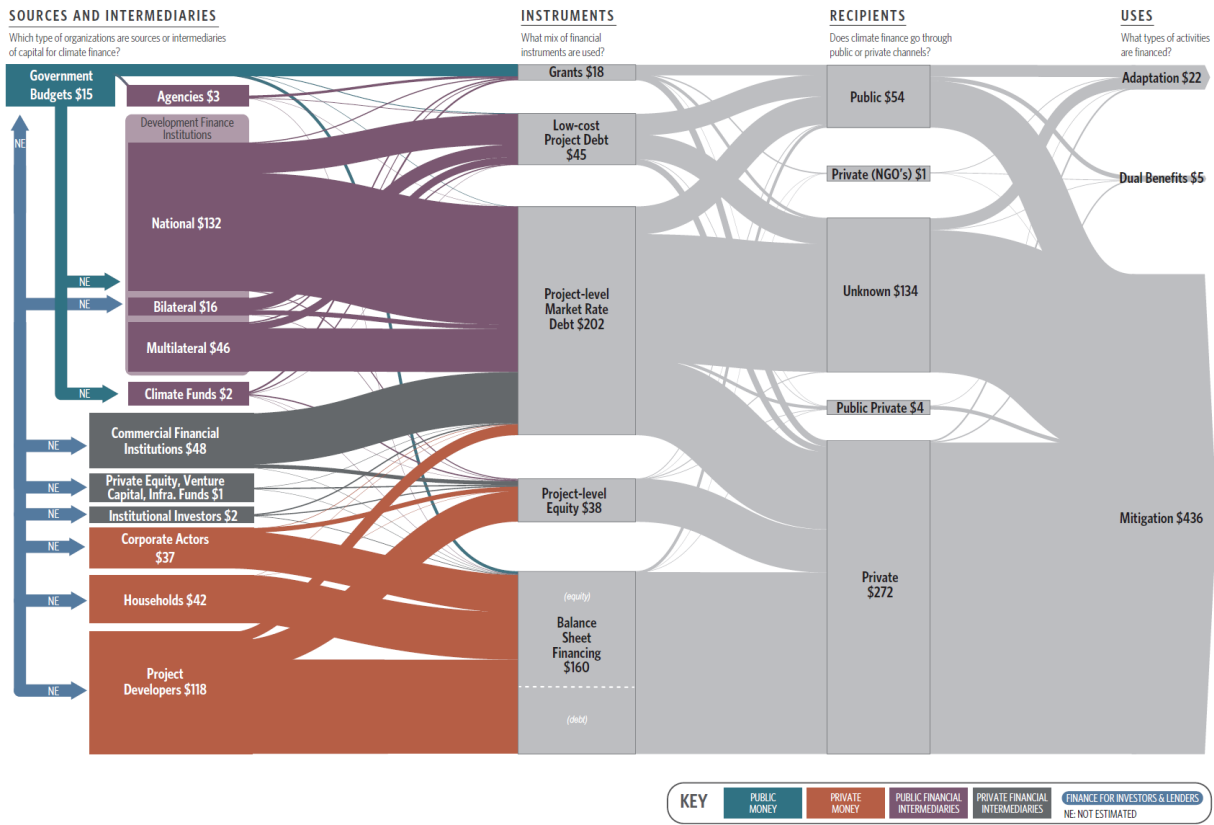 SOURCES AND INTERMEDIARIES
Which type of organizations are sources or intermediaries
of capital for climate finance?
INSTRUMENTS
What mix of financial
instruments are used?
RECIPIENTS
Does climate finance go through
public or private channels?
USES
What types of activities
are financed?
Government
Budgets $15
Agencies $3
Development Finance
Institutions
National $132
Bilateral $16
Multilateral $46
Climate Funds $2
Commercial Financial
Institutions $48
Private Equity, Venture
Capital, Infra. Funds $1
Institutional Investors $2
Corporate Actors
$37
Households $42
Project
Developers $118
NE
NE
NE
NE
NE
NE
NE
NE
NE
NE
Grants $18
Low-cost
Project Debt
$45
Project-level
Market Rate
Debt $202
Project-level
Equity $38
(equity)
Balance
Sheet
Financing
$160
(debt)
Public $54
Private (NGO's) $1
Unknown $134
Public Private $4
Private
$272
Adaptation $22
Dual Benefits $5
Mitigation $436
KEY
PUBLIC
MONEY
PRIVATE
MONEY
PUBLIC FINANCIAL
INTERMEDIARIES
PRIVATE FINANCIAL
INTERMEDIARIES
FINANCE FOR INVESTORS & LENDERS
NE: NOT ESTIMATED